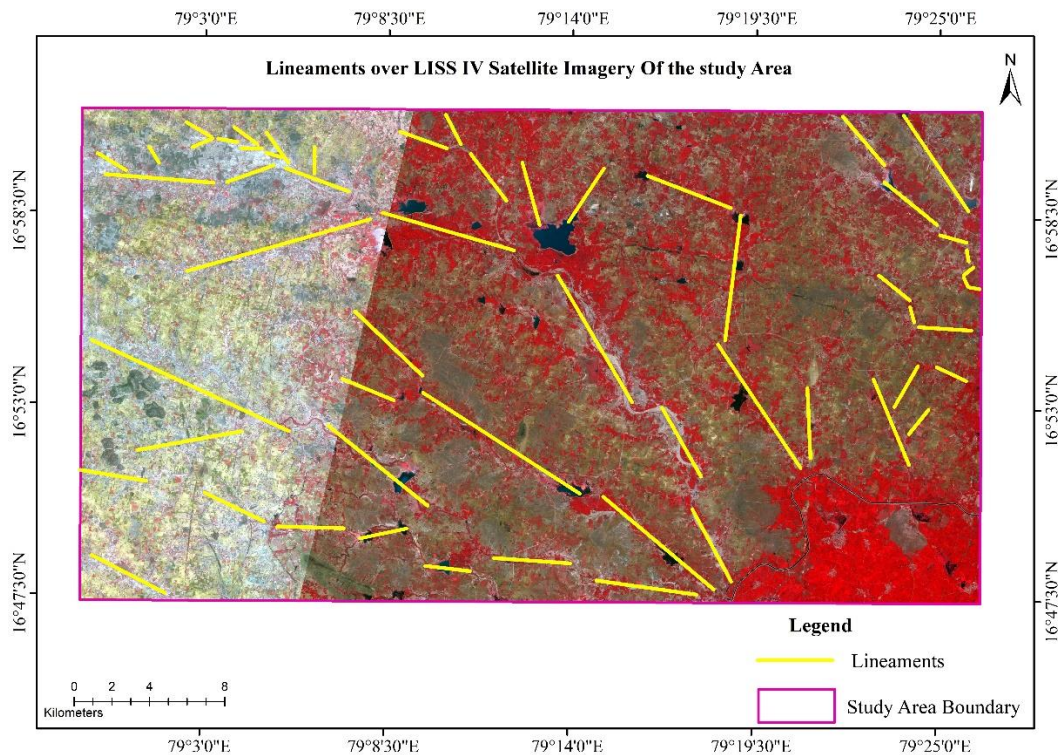 79°3'0"E 79°8'30"E 79°14'0"E 79°19'30"E 79°25'0"E
Lineaments over LISS IV Satellite Imagery Of the study Area
N
16°58'30"N 16°58'30"N
16°53'0"N 16°53'0"N
16°47'30"N 16°47'30"N
Legend
Lineaments
Study Area Boundary
0 2 4 8
Kilometers
79°3'0"E 79°8'30"E 79°14'0"E 79°19'30"E 79°25'0"E